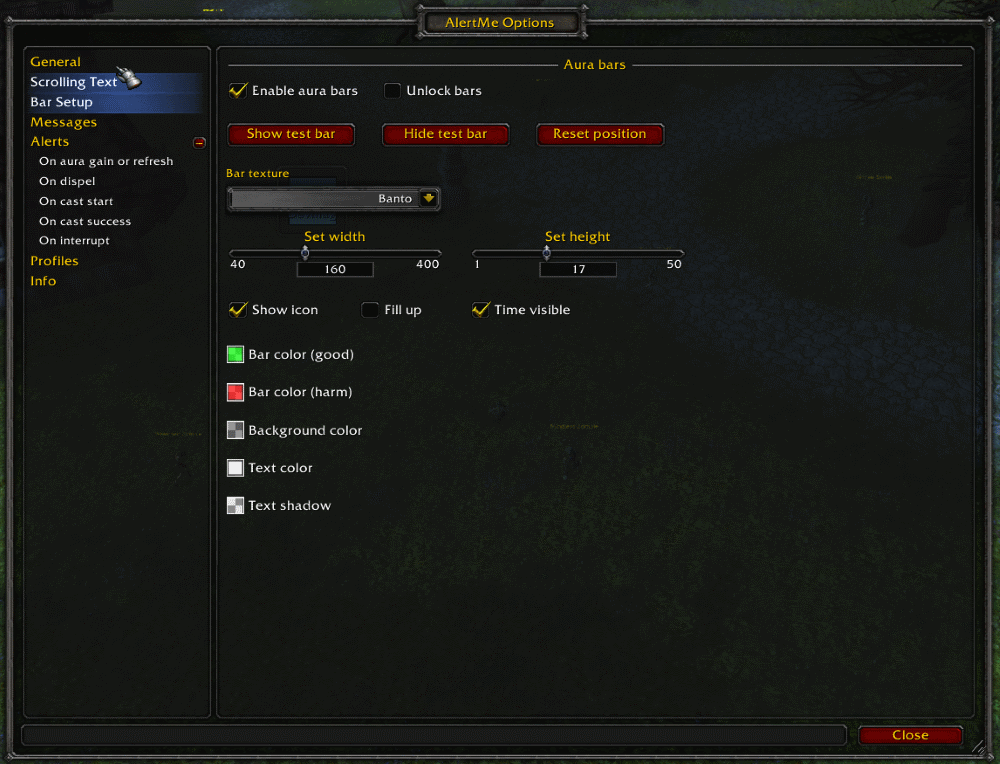 AlertMe Options
General
Scrolling Text
Bar Setup
Messages
Alerts
On aura gain or refresh
On dispel
On cast start
On cast success
On interrupt
Profiles
Info
Aura bars
Enable aura bars Unlock bars
Show test bar Hide test bar Reset position
Bar texture
Banto
Set width Set height
40 160 400 1 17 50
Show icon Fill up Time visible
Bar color (good)
Bar color (harm)
Background color
Text color
Text shadow
Close